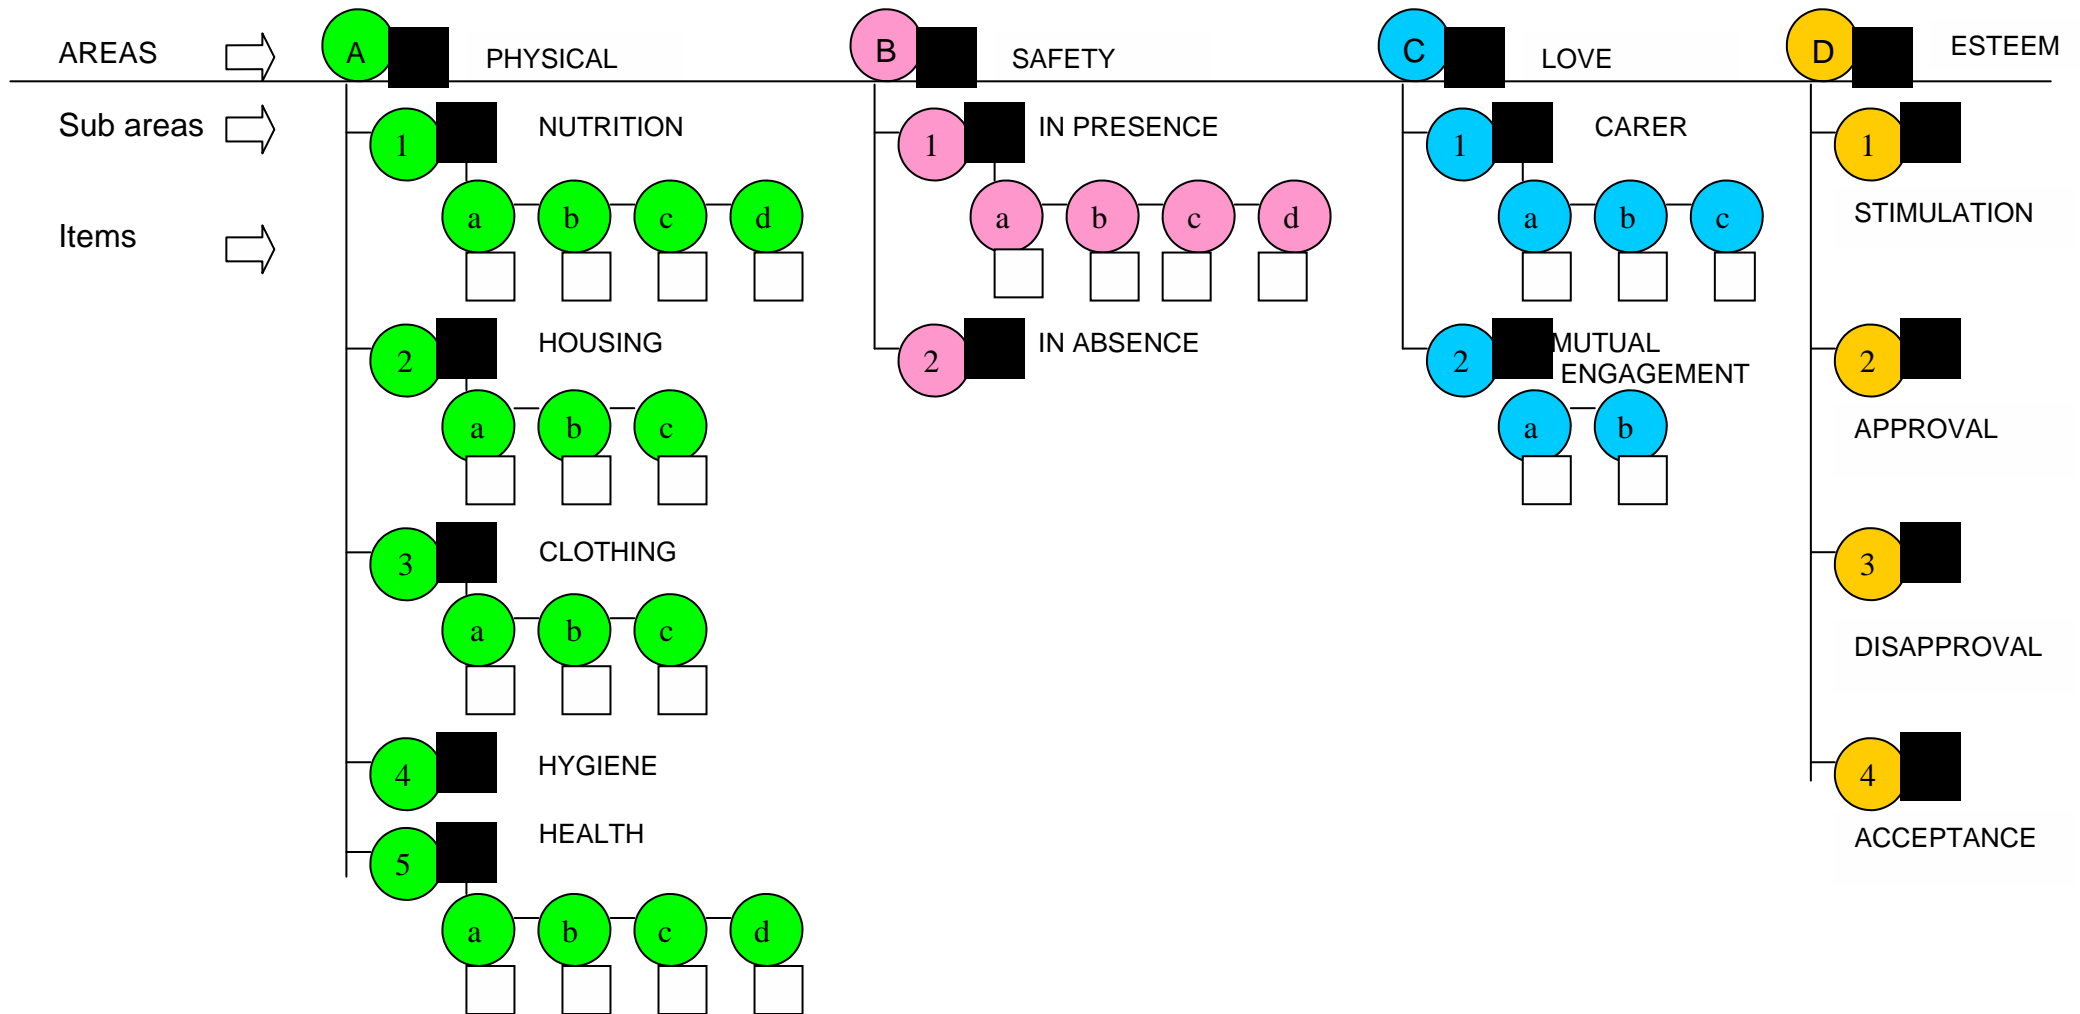 AREAS A PHYSICAL B SAFETY C LOVE D ESTEEM
Sub areas 1 NUTRITION 1 IN PRESENCE 1 CARER 1
Items a b c d a b c d a b c STIMULATION
2 HOUSING 2 IN ABSENCE 2 MUTUAL 2
ENGAGEMENT
a b c a b APPROVAL
3 CLOTHING 3
a b c DISAPPROVAL
4 HYGIENE 4
5 HEALTH ACCEPTANCE
a b c d